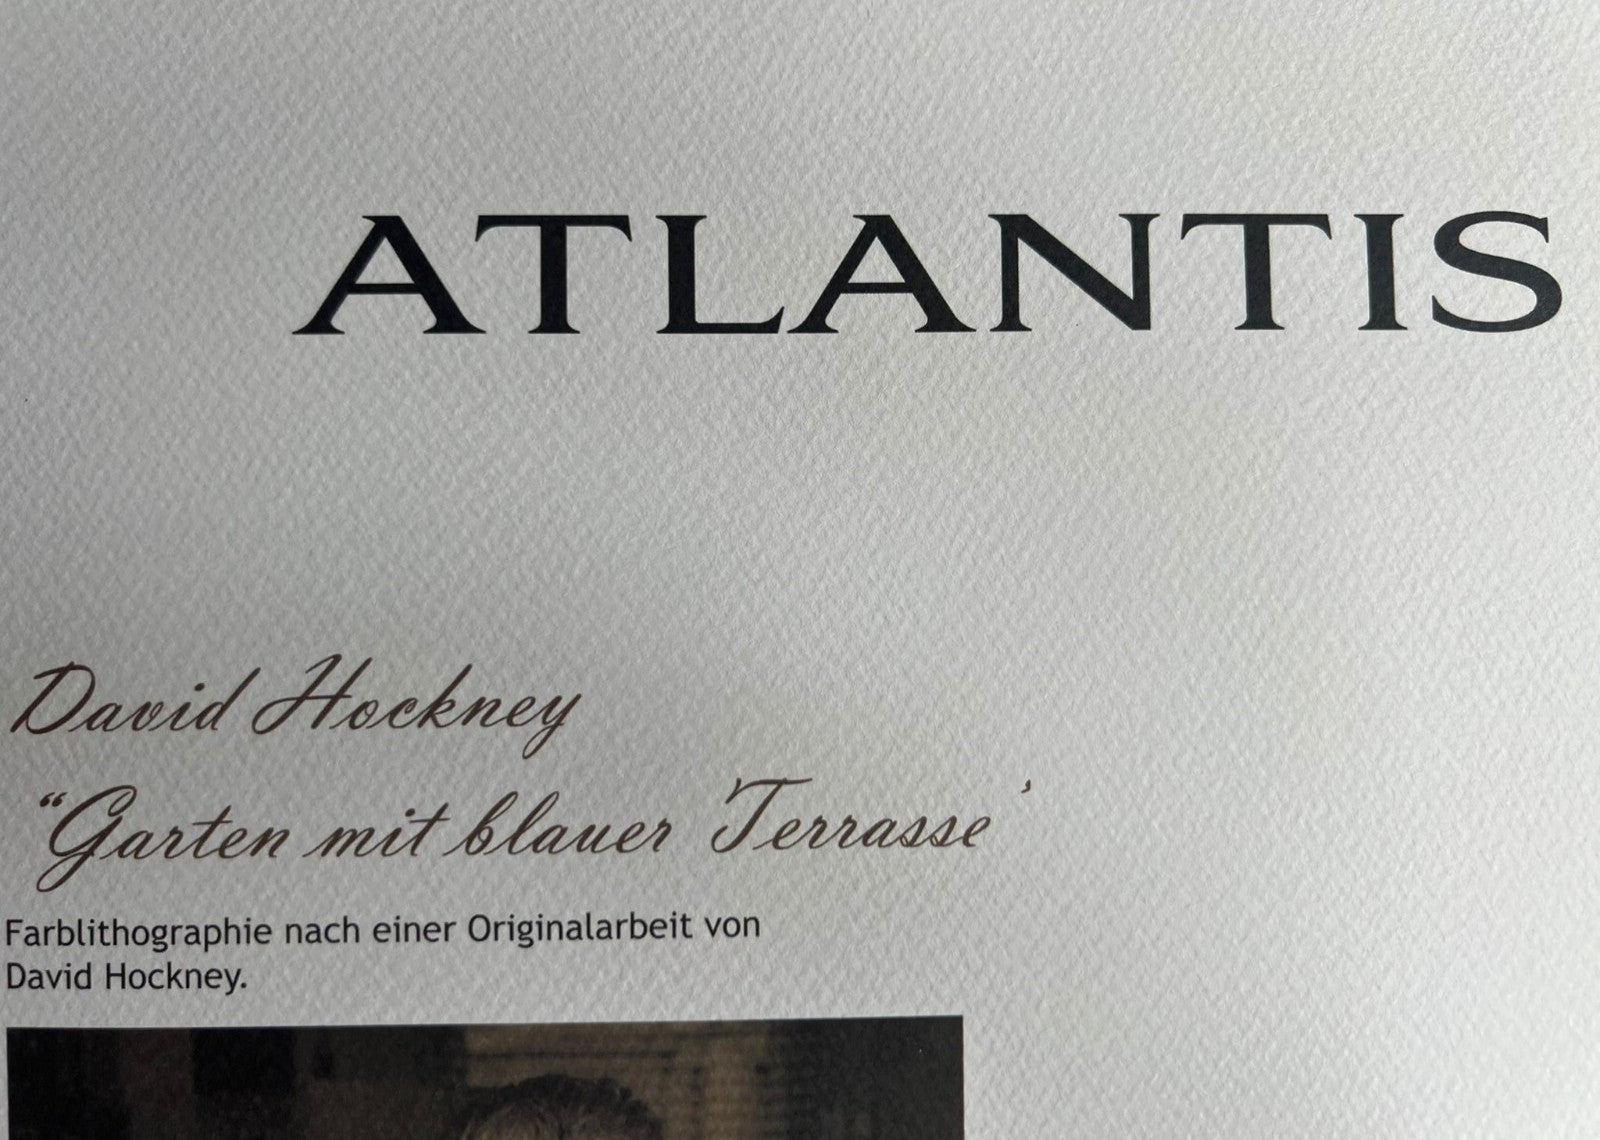 ATLANTIS
David Hockney
“Garten mit blauer Terrasse’
Farblithographie nach einer Originalarbeit von
David Hockney.